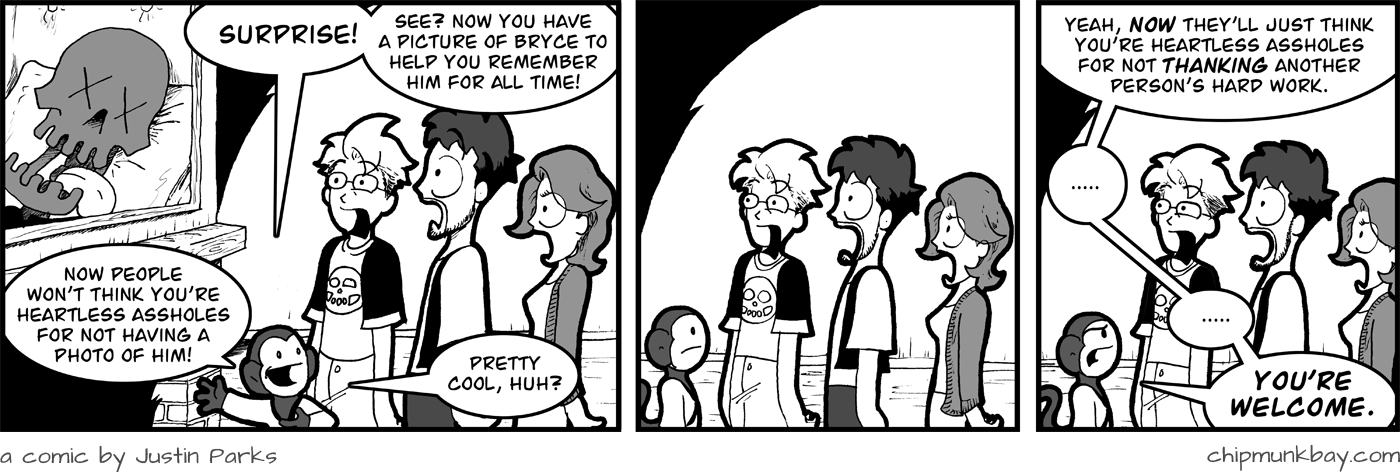 SURPRISE!
SEE? NOW YOU HAVE
A PICTURE OF BRYCE TO
HELP YOU REMEMBER
HIM FOR ALL TIME!
NOW PEOPLE
WON'T THINK YOU'RE
HEARTLESS ASSHOLES
FOR NOT HAVING A
PHOTO OF HIM!
PRETTY
COOL, HUH?
YEAH, NOW THEY'LL JUST THINK
YOU'RE HEARTLESS ASSHOLES
FOR NOT THANKING ANOTHER
PERSON'S HARD WORK.
.....
.....
YOU'RE
WELCOME.
a comic by Justin Parks
chipmunkbay.com